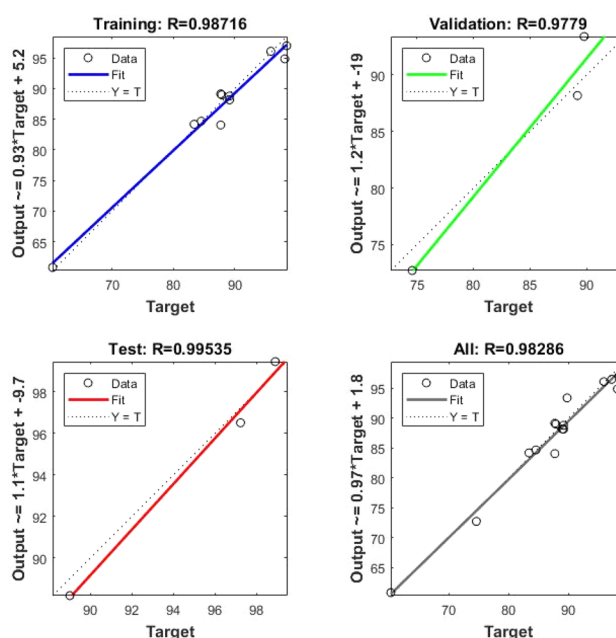 Training: R=0.98716
Output ~= 0.93*Target + 5.2
95
90
85
80
75
70
65
Data
Fit
Y = T
70
80
90
Target
Validation: R=0.9779
Output ~= 1.2*Target + -19
90
85
80
75
Data
Fit
Y = T
75
80
85
90
Target
Test: R=0.99535
Output ~= 1.1*Target + -9.7
98
96
94
92
90
Data
Fit
Y = T
90
92
94
96
98
Target
All: R=0.98286
Output ~= 0.97*Target + 1.8
95
90
85
80
75
70
65
Data
Fit
Y = T
70
80
90
Target